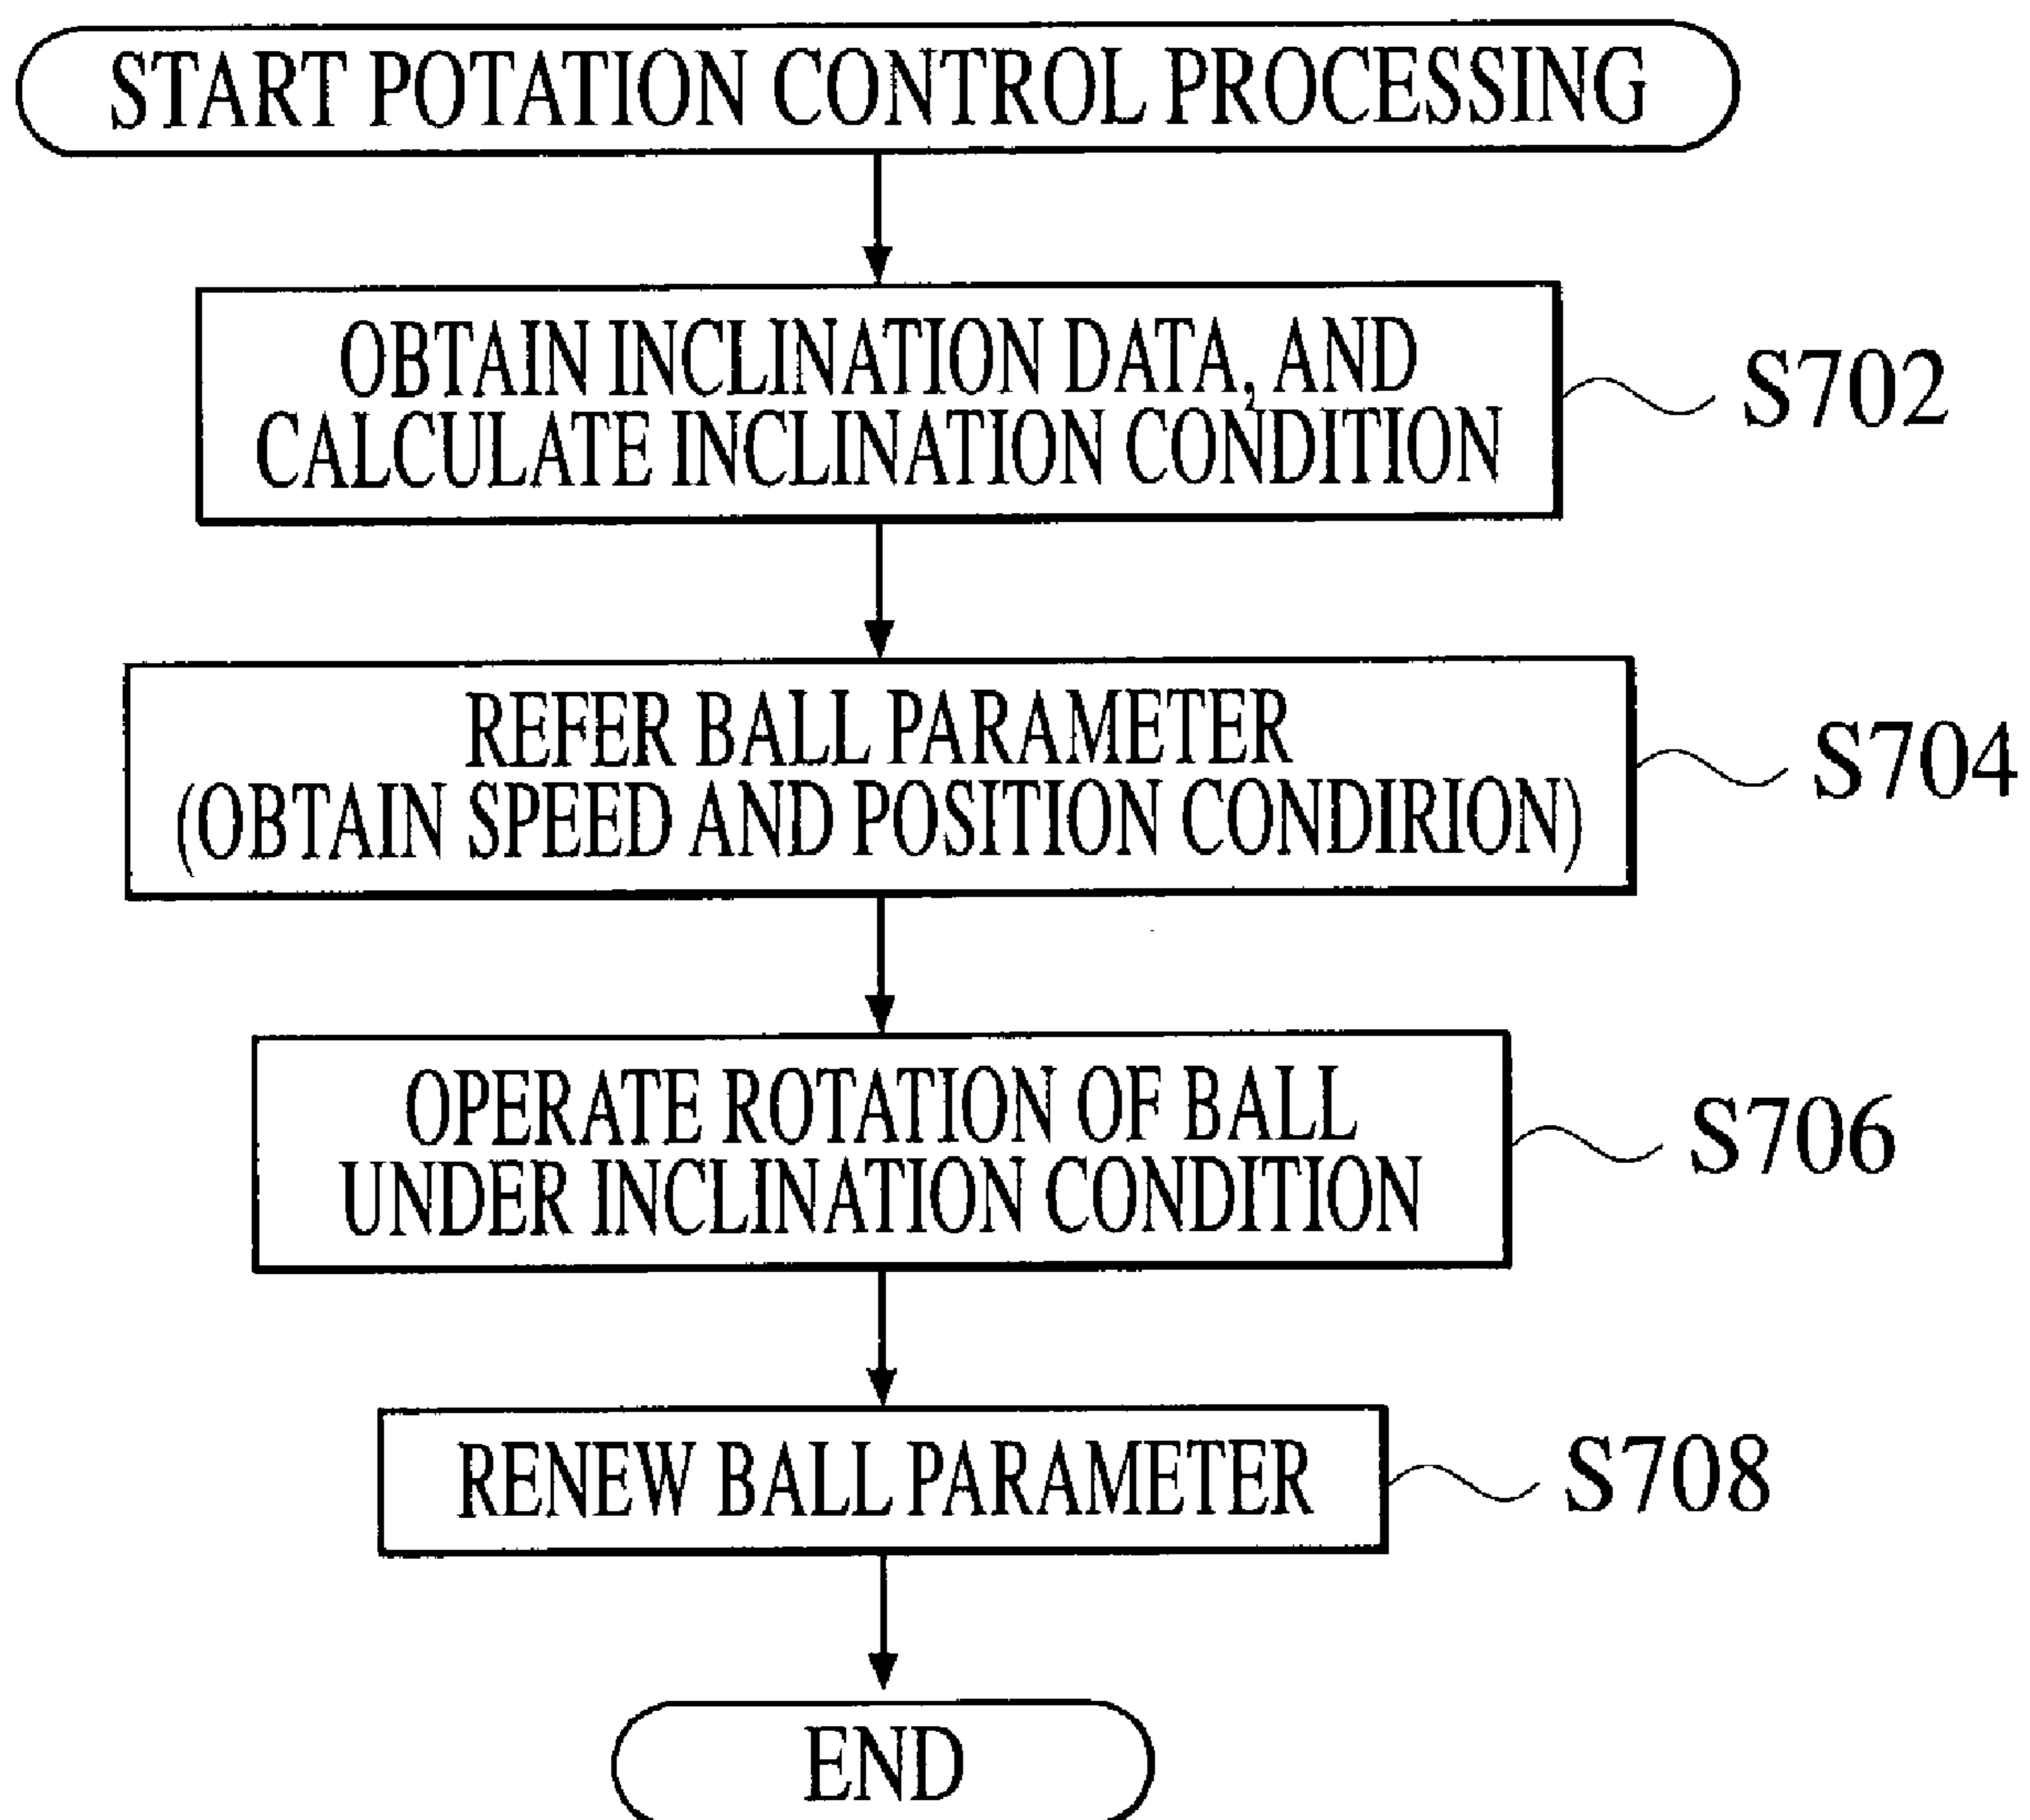 START POTATION CONTROL PROCESSING
OBTAIN INCLINATION DATA, AND
CALCULATE INCLINATION CONDITION
S702
REFER BALL PARAMETER
(OBTAIN SPEED AND POSITION CONDIRION)
S704
OPERATE ROTATION OF BALL
UNDER INCLINATION CONDITION
S706
RENEW BALL PARAMETER
S708
END